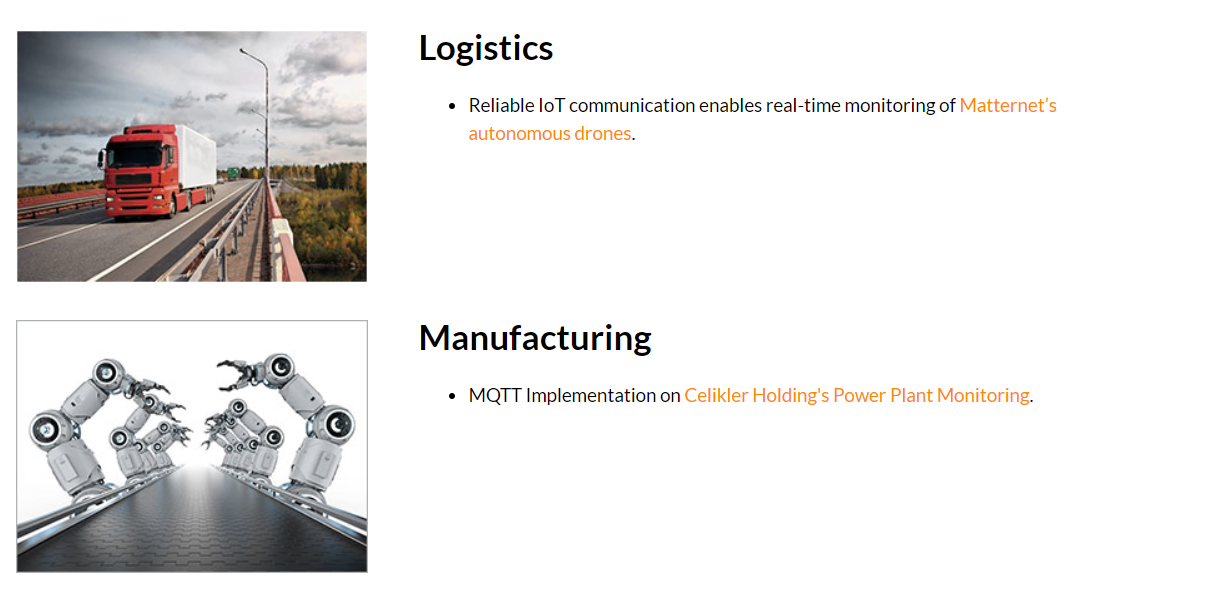 Logistics
• Reliable IoT communication enables real-time monitoring of Matternet’s
autonomous drones.
Manufacturing
• MQTT Implementation on Celikler Holding's Power Plant Monitoring.